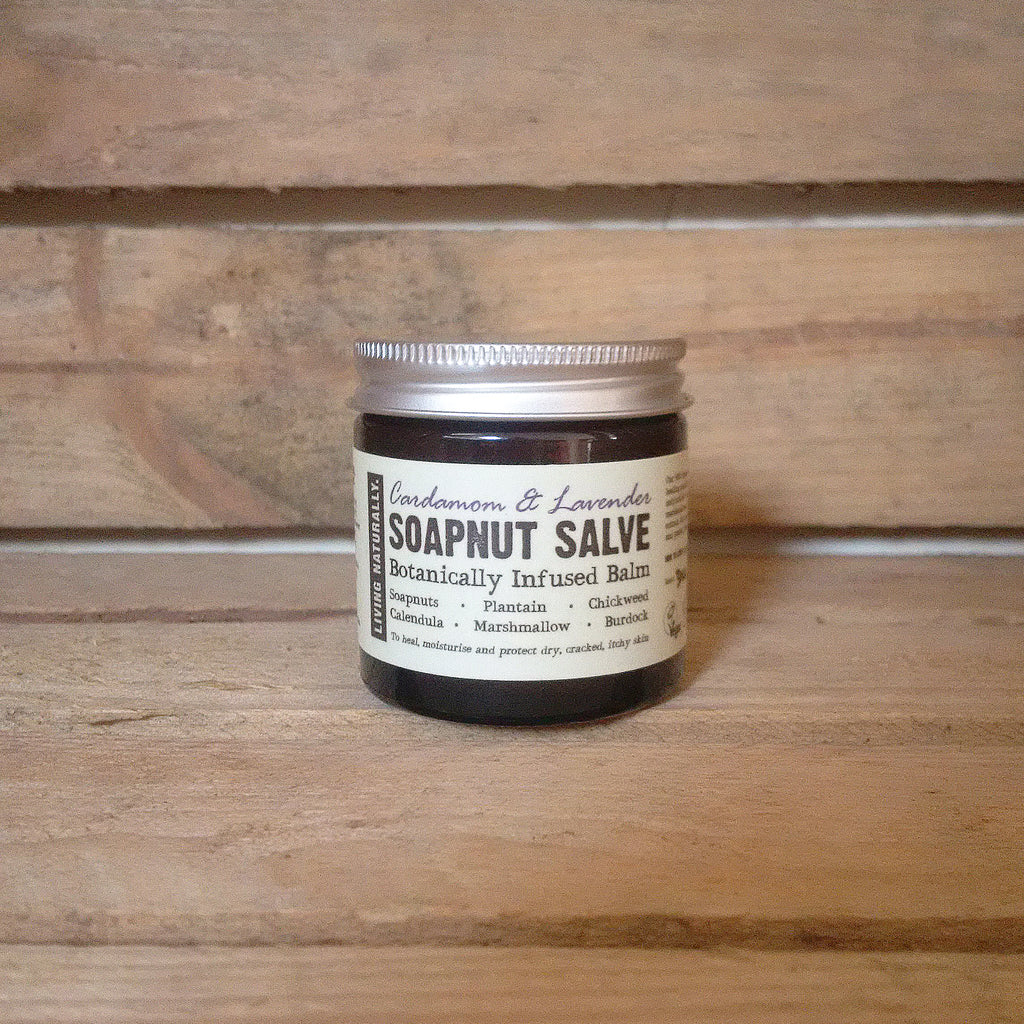 LIVING NATURALLY.
Cardamom & Lavender
SOAPNUT SALVE
Botanically Infused Balm
Soapnuts · Plantain · Chickweed
Calendula · Marshmallow · Burdock
To heal, moisturise and protect dry, cracked, itchy skin
Vegan